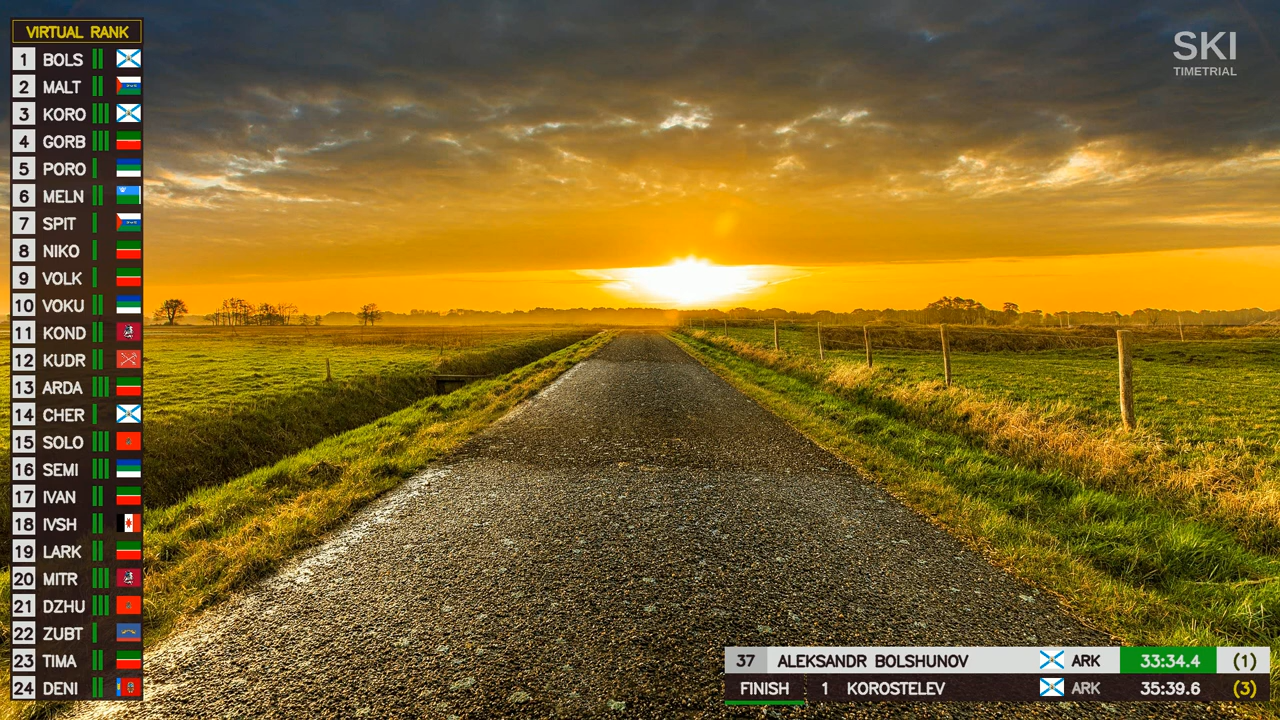 VIRTUAL RANK
1 BOLS
2 MALT
3 KORO
4 GORB
5 PORO
6 MELN
7 SPIT
8 NIKO
9 VOLK
10 VOKU
11 KOND
12 KUDR
13 ARDA
14 CHER
15 SOLO
16 SEMI
17 IVAN
18 IVSH
19 LARK
20 MITR
21 DZHU
22 ZUBT
23 TIMA
24 DENI
SKI
TIMETRIAL
37 ALEKSANDR BOLSHUNOV ARK 33:34.4 (1)
FINISH 1 KOROSTELEV ARK 35:39.6 (3)